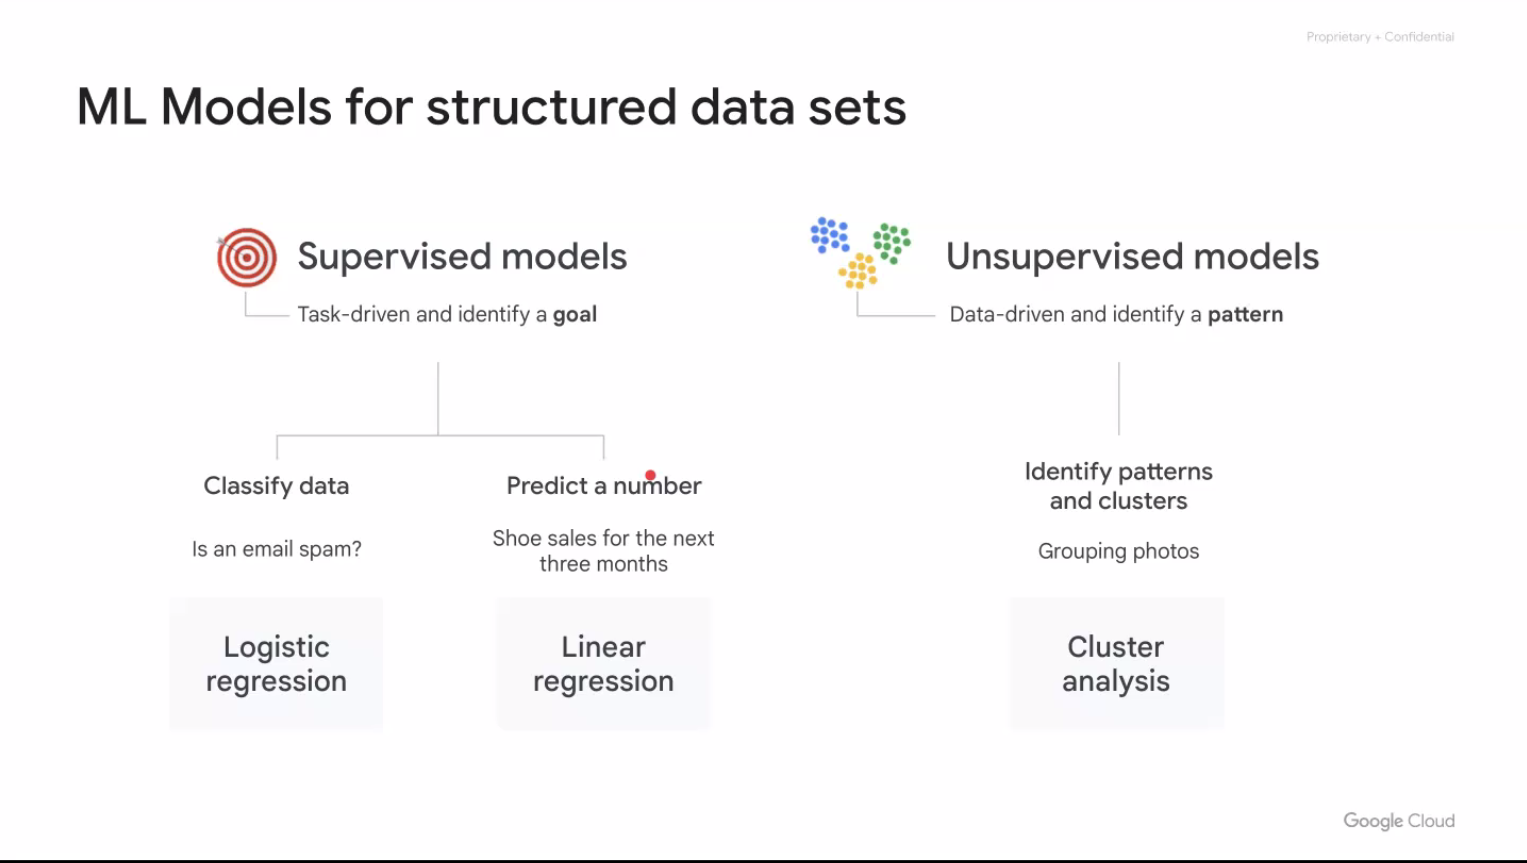 Proprietary + Confidential
ML Models for structured data sets
Supervised models
Task-driven and identify a goal
Classify data
Is an email spam?
Logistic
regression
Predict a number
Shoe sales for the next
three months
Linear
regression
Unsupervised models
Data-driven and identify a pattern
Identify patterns
and clusters
Grouping photos
Cluster
analysis
Google Cloud